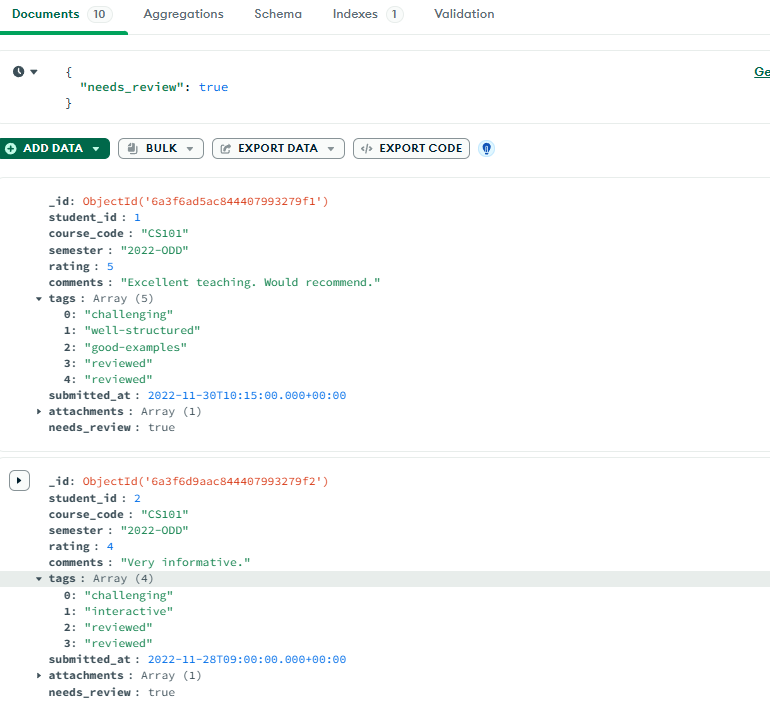 Documents 10 Aggregations Schema Indexes 1 Validation
{
"needs_review": true
}
Ge
ADD DATA BULK EXPORT DATA </> EXPORT CODE
_id: ObjectId('6a3f6ad5ac844407993279f1')
student_id : 1
course_code : "CS101"
semester : "2022-ODD"
rating : 5
comments : "Excellent teaching. Would recommend."
tags : Array (5)
0: "challenging"
1: "well-structured"
2: "good-examples"
3: "reviewed"
4: "reviewed"
submitted_at : 2022-11-30T10:15:00.000+00:00
attachments : Array (1)
needs_review : true
_id: ObjectId('6a3f6d9aac844407993279f2')
student_id : 2
course_code : "CS101"
semester : "2022-ODD"
rating : 4
comments : "Very informative."
tags : Array (4)
0: "challenging"
1: "interactive"
2: "reviewed"
3: "reviewed"
submitted_at : 2022-11-28T09:00:00.000+00:00
attachments : Array (1)
needs_review : true